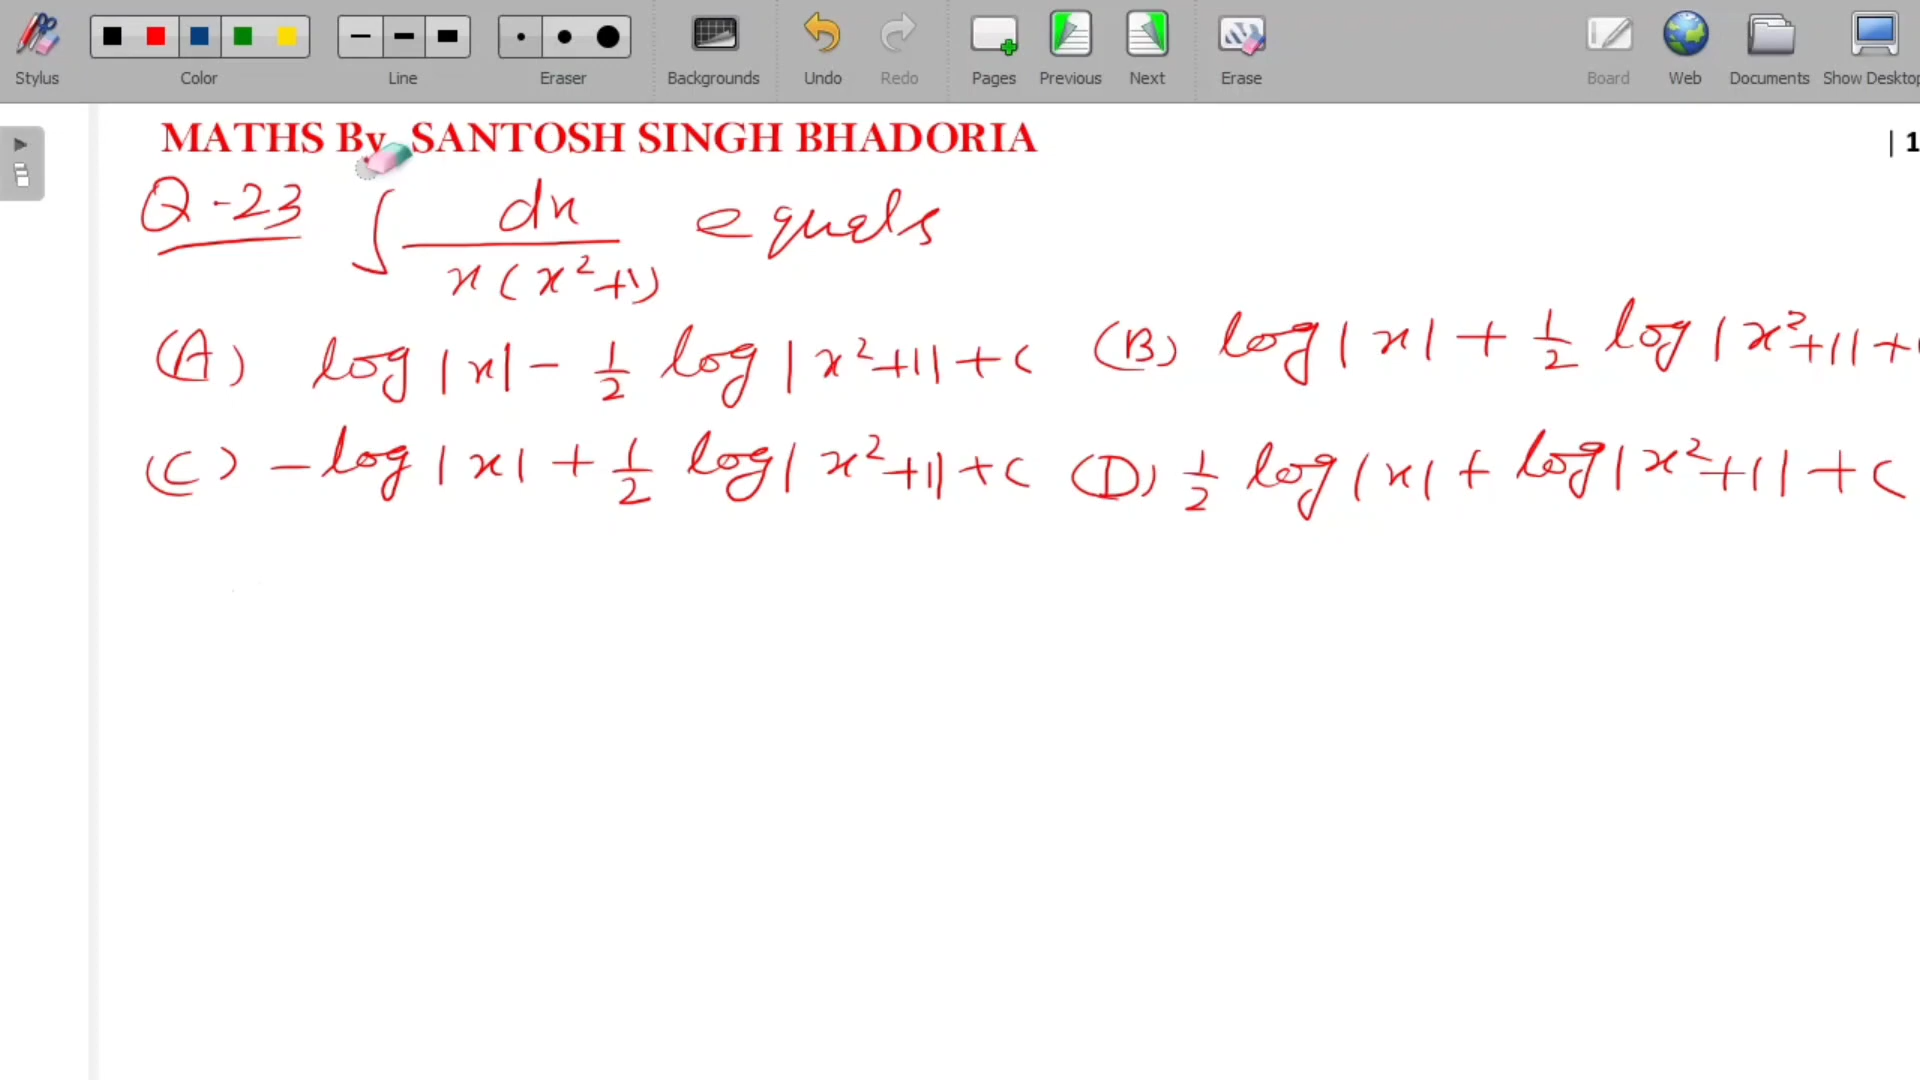 Stylus Color Line Eraser Backgrounds Undo Redo Pages Previous Next Erase Board Web Documents Show Desktop
MATHS By SANTOSH SINGH BHADORIA | 1
Q-23 ∫ dx / x(x²+1) equals
(A) log|x| - 1/2 log|x²+1| + C (B) log|x| + 1/2 log|x²+1| +
(C) -log|x| + 1/2 log|x²+1| + C (D) 1/2 log|x| + log|x²+1| + C